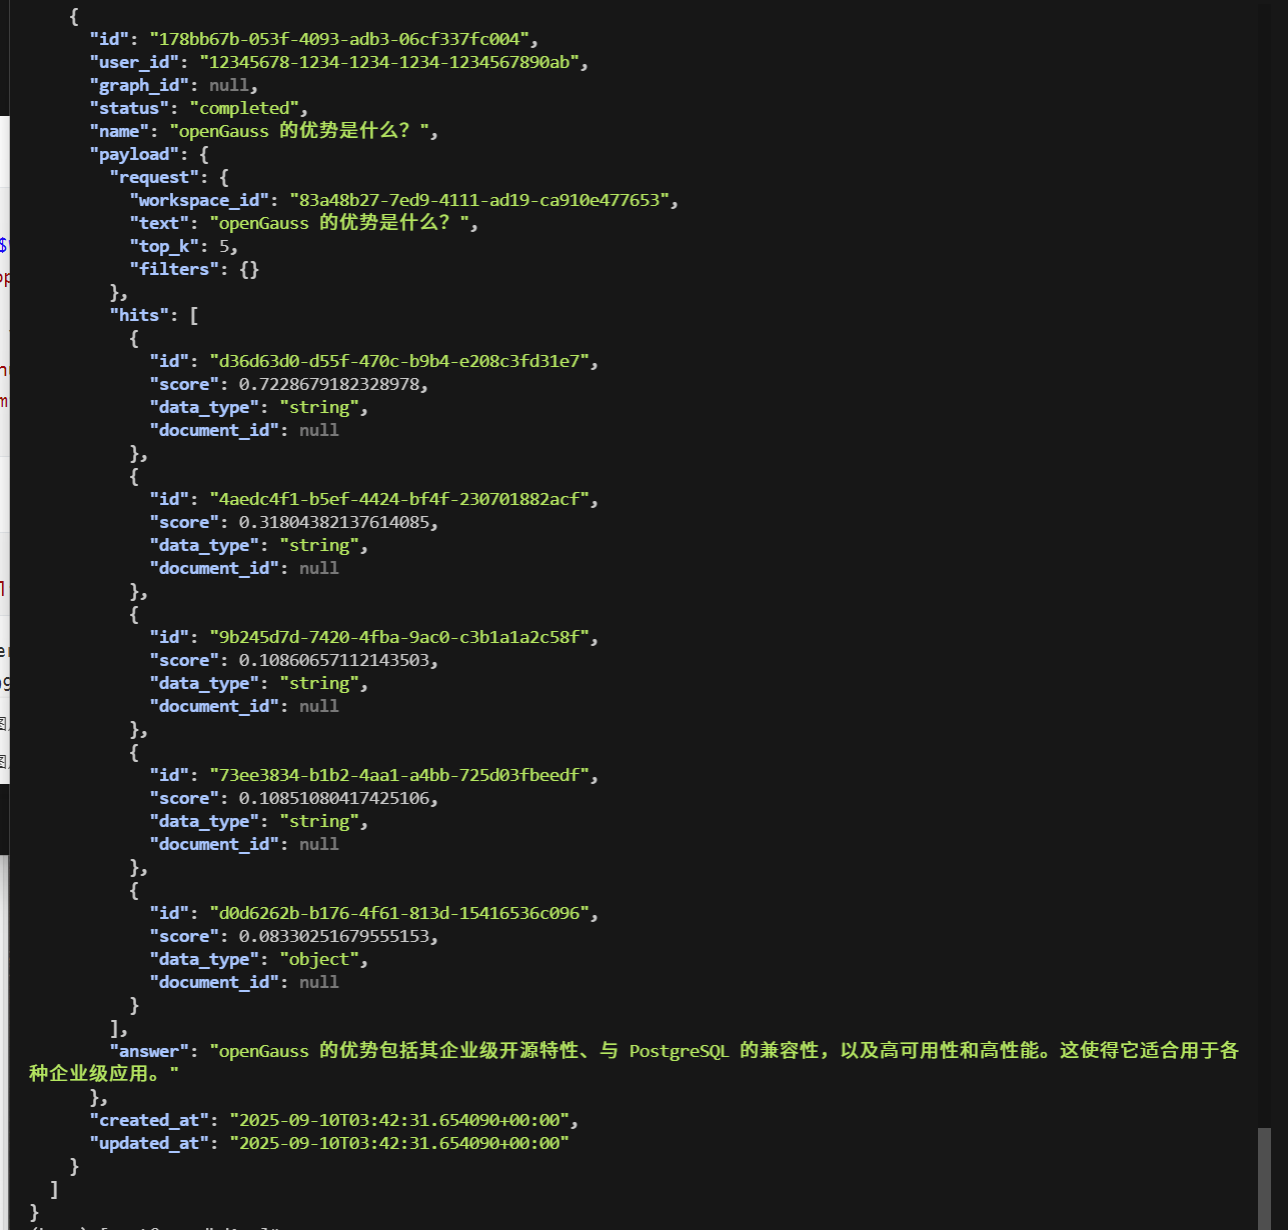 {
"id": "178bb67b-053f-4093-adb3-06cf337fc004",
"user_id": "12345678-1234-1234-1234-1234567890ab",
"graph_id": null,
"status": "completed",
"name": "openGauss 的优势是什么？",
"payload": {
"request": {
"workspace_id": "83a48b27-7ed9-4111-ad19-ca910e477653",
"text": "openGauss 的优势是什么？",
"top_k": 5,
"filters": {}
},
"hits": [
{
"id": "d36d63d0-d55f-470c-b9b4-e208c3fd31e7",
"score": 0.7228679182328978,
"data_type": "string",
"document_id": null
},
{
"id": "4aedc4f1-b5ef-4424-bf4f-230701882acf",
"score": 0.31804382137614085,
"data_type": "string",
"document_id": null
},
{
"id": "9b245d7d-7420-4fba-9ac0-c3b1a1a2c58f",
"score": 0.10860657112143503,
"data_type": "string",
"document_id": null
},
{
"id": "73ee3834-b1b2-4aa1-a4bb-725d03fbeedf",
"score": 0.10851080417425106,
"data_type": "string",
"document_id": null
},
{
"id": "d0d6262b-b176-4f61-813d-15416536c096",
"score": 0.08330251679555153,
"data_type": "object",
"document_id": null
}
],
"answer": "openGauss 的优势包括其企业级开源特性、与 PostgreSQL 的兼容性，以及高可用性和高性能。这使得它适合用于各
种企业级应用。"
},
"created_at": "2025-09-10T03:42:31.654090+00:00",
"updated_at": "2025-09-10T03:42:31.654090+00:00"
}
]
}